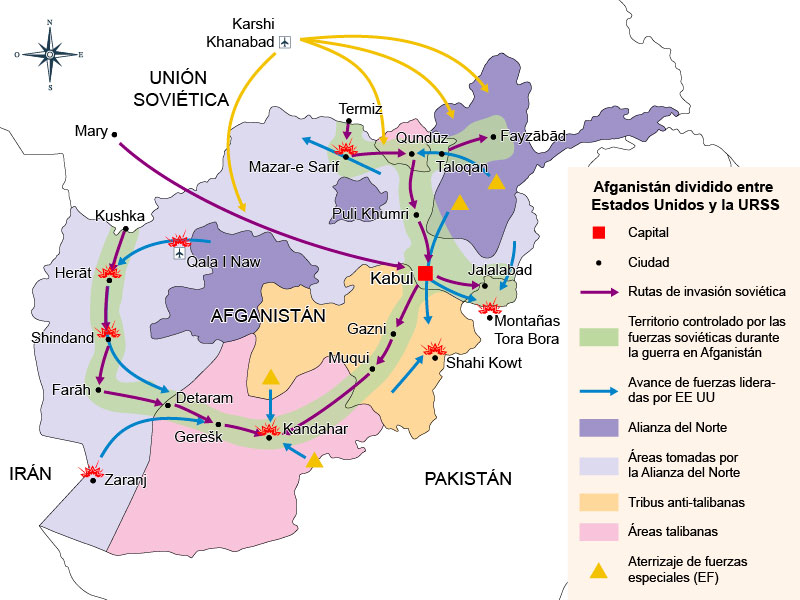 N
O
E
S
Karshi
Khanabad
UNIÓN
SOVIÉTICA
Mary
Termiz
Qundūz
Fayzābād
Mazar-e Sarif
Taloqan
Puli Khumri
Kushka
Qala I Naw
Herāt
Kabul
Jalalabad
AFGANISTÁN
Montañas
Tora Bora
Shindand
Gazni
Muqui
Shahi Kowt
Farāh
Detaram
Gerešk
Kandahar
IRÁN
Zaranj
PAKISTÁN
Afganistán dividido entre
Estados Unidos y la URSS
Capital
Ciudad
Rutas de invasión soviética
Territorio controlado por las
fuerzas soviéticas durante
la guerra en Afganistán
Avance de fuerzas lidera-
das por EE UU
Alianza del Norte
Áreas tomadas por
la Alianza del Norte
Tribus anti-talibanas
Áreas talibanas
Aterrizaje de fuerzas
especiales (EF)